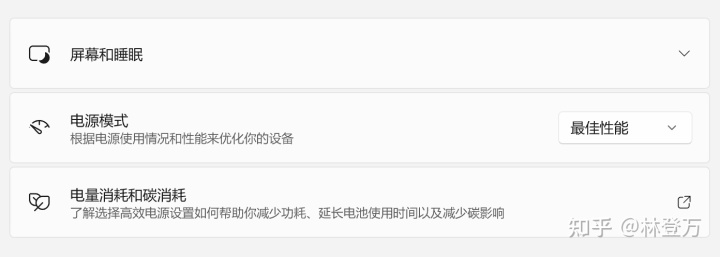 屏幕和睡眠
电源模式
根据电源使用情况和性能来优化你的设备
最佳性能
电量消耗和碳消耗
了解选择高效电源设置如何帮助你减少功耗、延长电池使用时间以及减少碳影响
知乎 @林登万